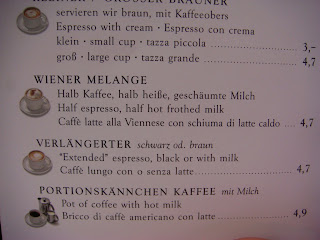 KLEINER / GROSSER BRAUNER
servieren wir braun, mit Kaffeeobers
Espresso with cream · Espresso con crema
klein · small cup · tazza piccola ........ 3,–
groß · large cup · tazza grande ........ 4,7
WIENER MELANGE
Halb Kaffee, halb heiße, geschäumte Milch
Half espresso, half hot frothed milk
Caffè latte alla Viennese con schiuma di latte caldo .... 4,7
VERLÄNGERTER schwarz od. braun
"Extended" espresso, black or with milk
Caffè lungo con o senza latte ........ 4,7
PORTIONSKÄNNCHEN KAFFEE mit Milch
Pot of coffee with hot milk
Bricco di caffè americano con latte ........ 4,9